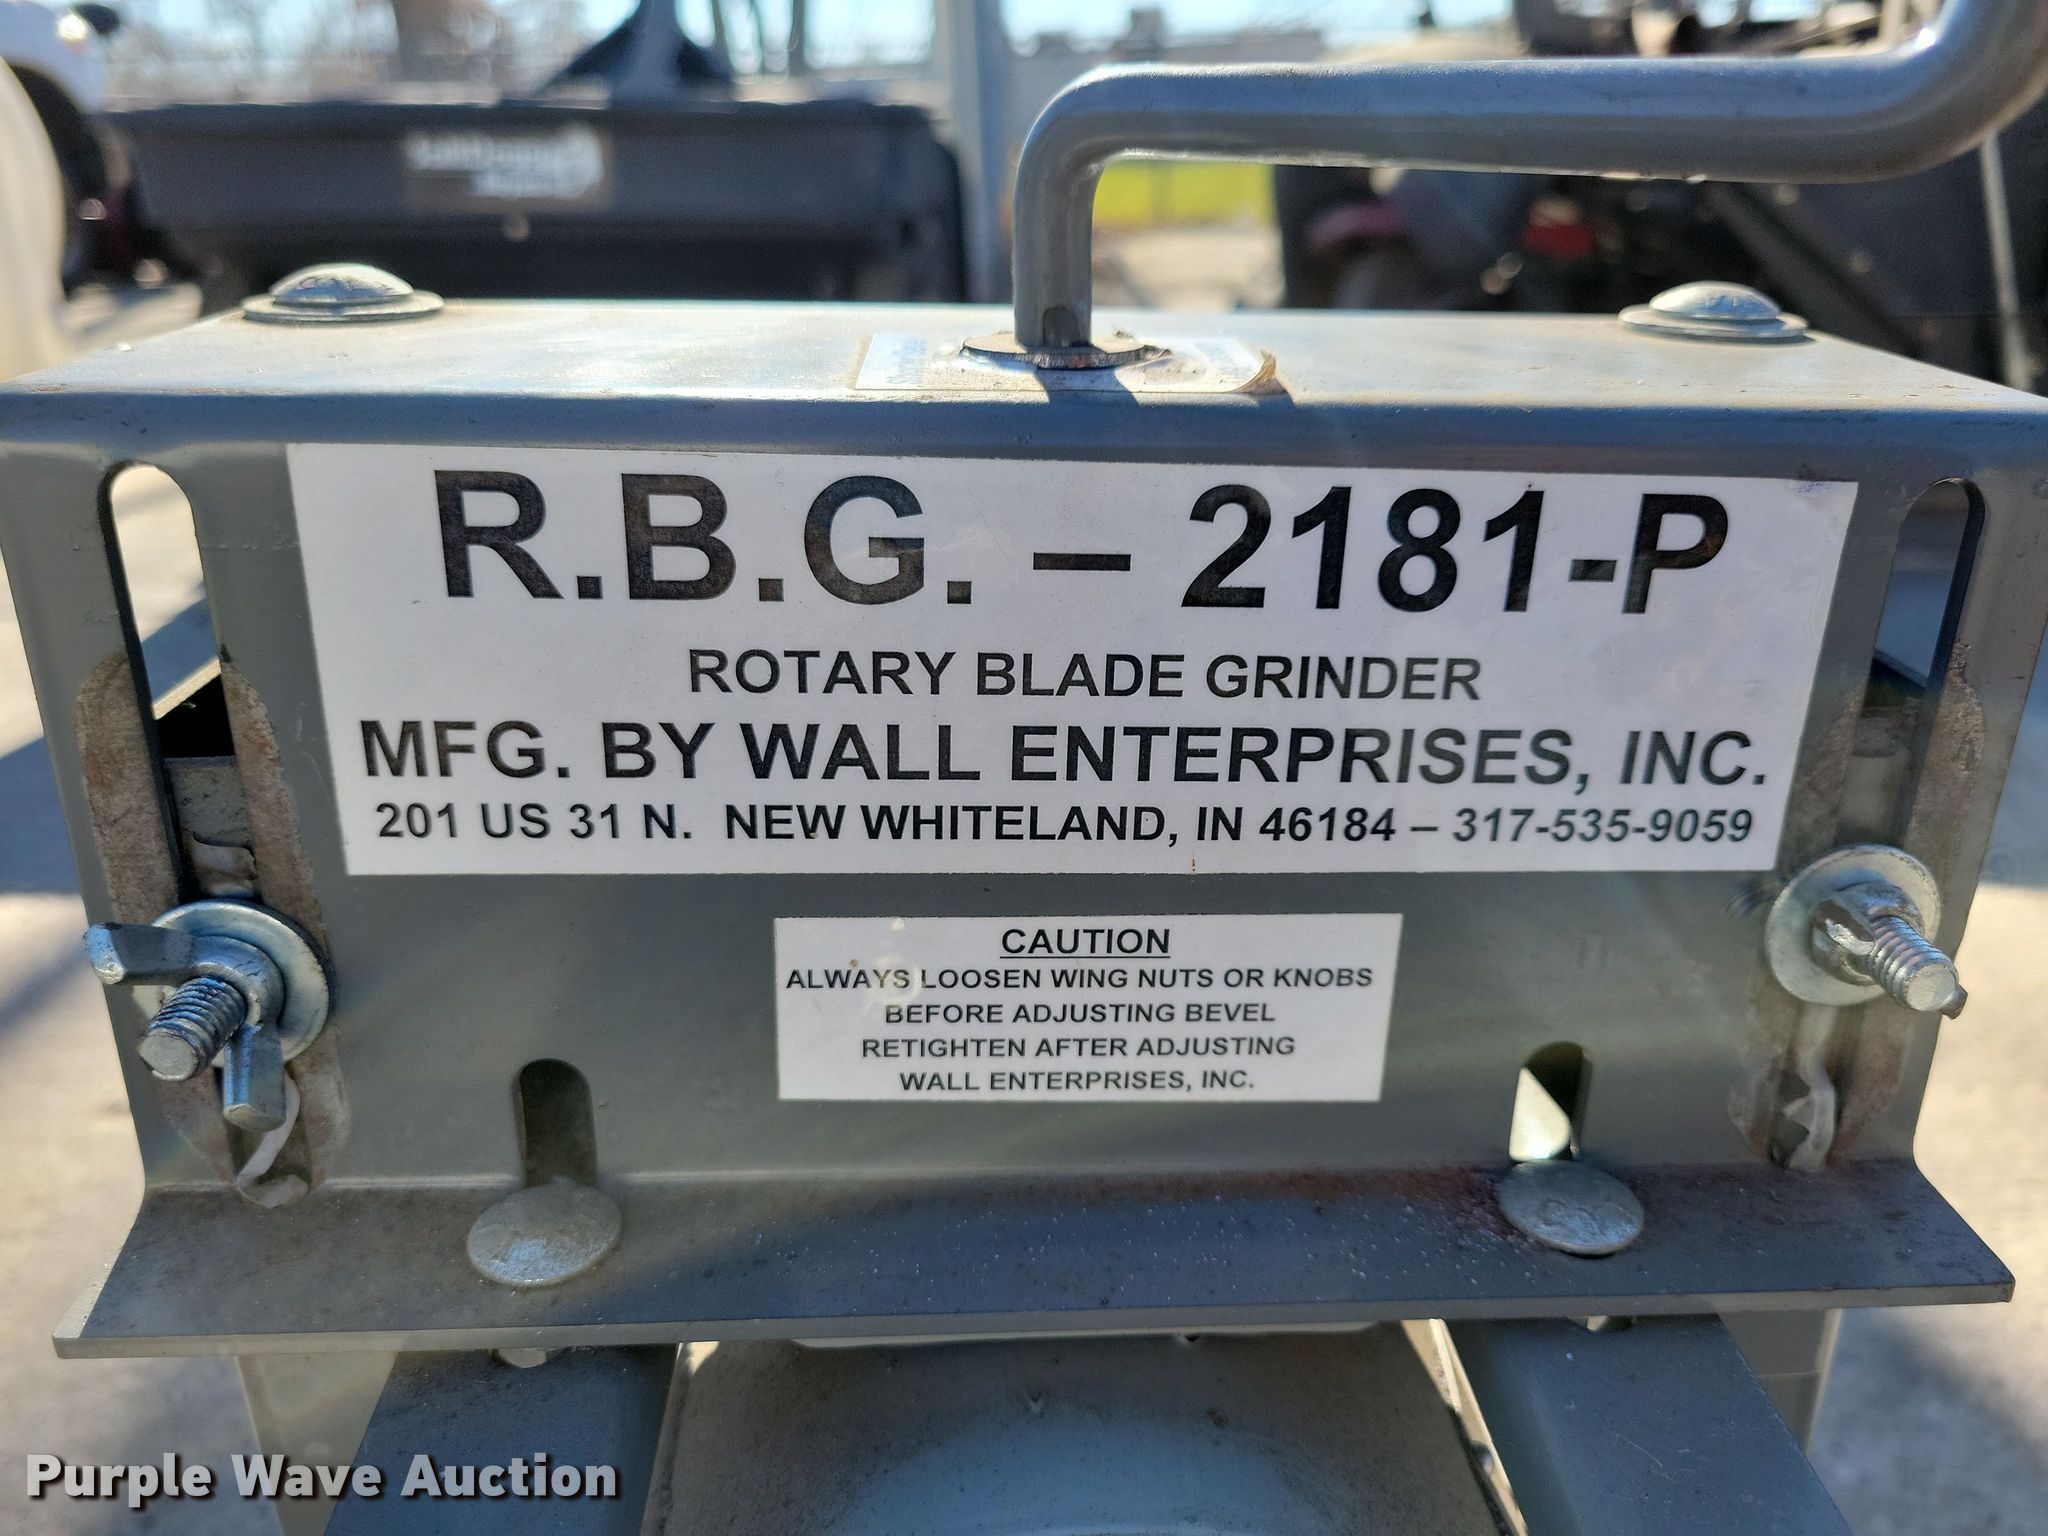 R.B.G. – 2181-P
ROTARY BLADE GRINDER
MFG. BY WALL ENTERPRISES, INC.
201 US 31 N. NEW WHITELAND, IN 46184 – 317-535-9059
CAUTION
ALWAYS LOOSEN WING NUTS OR KNOBS
BEFORE ADJUSTING BEVEL
RETIGHTEN AFTER ADJUSTING
WALL ENTERPRISES, INC.
Purple Wave Auction